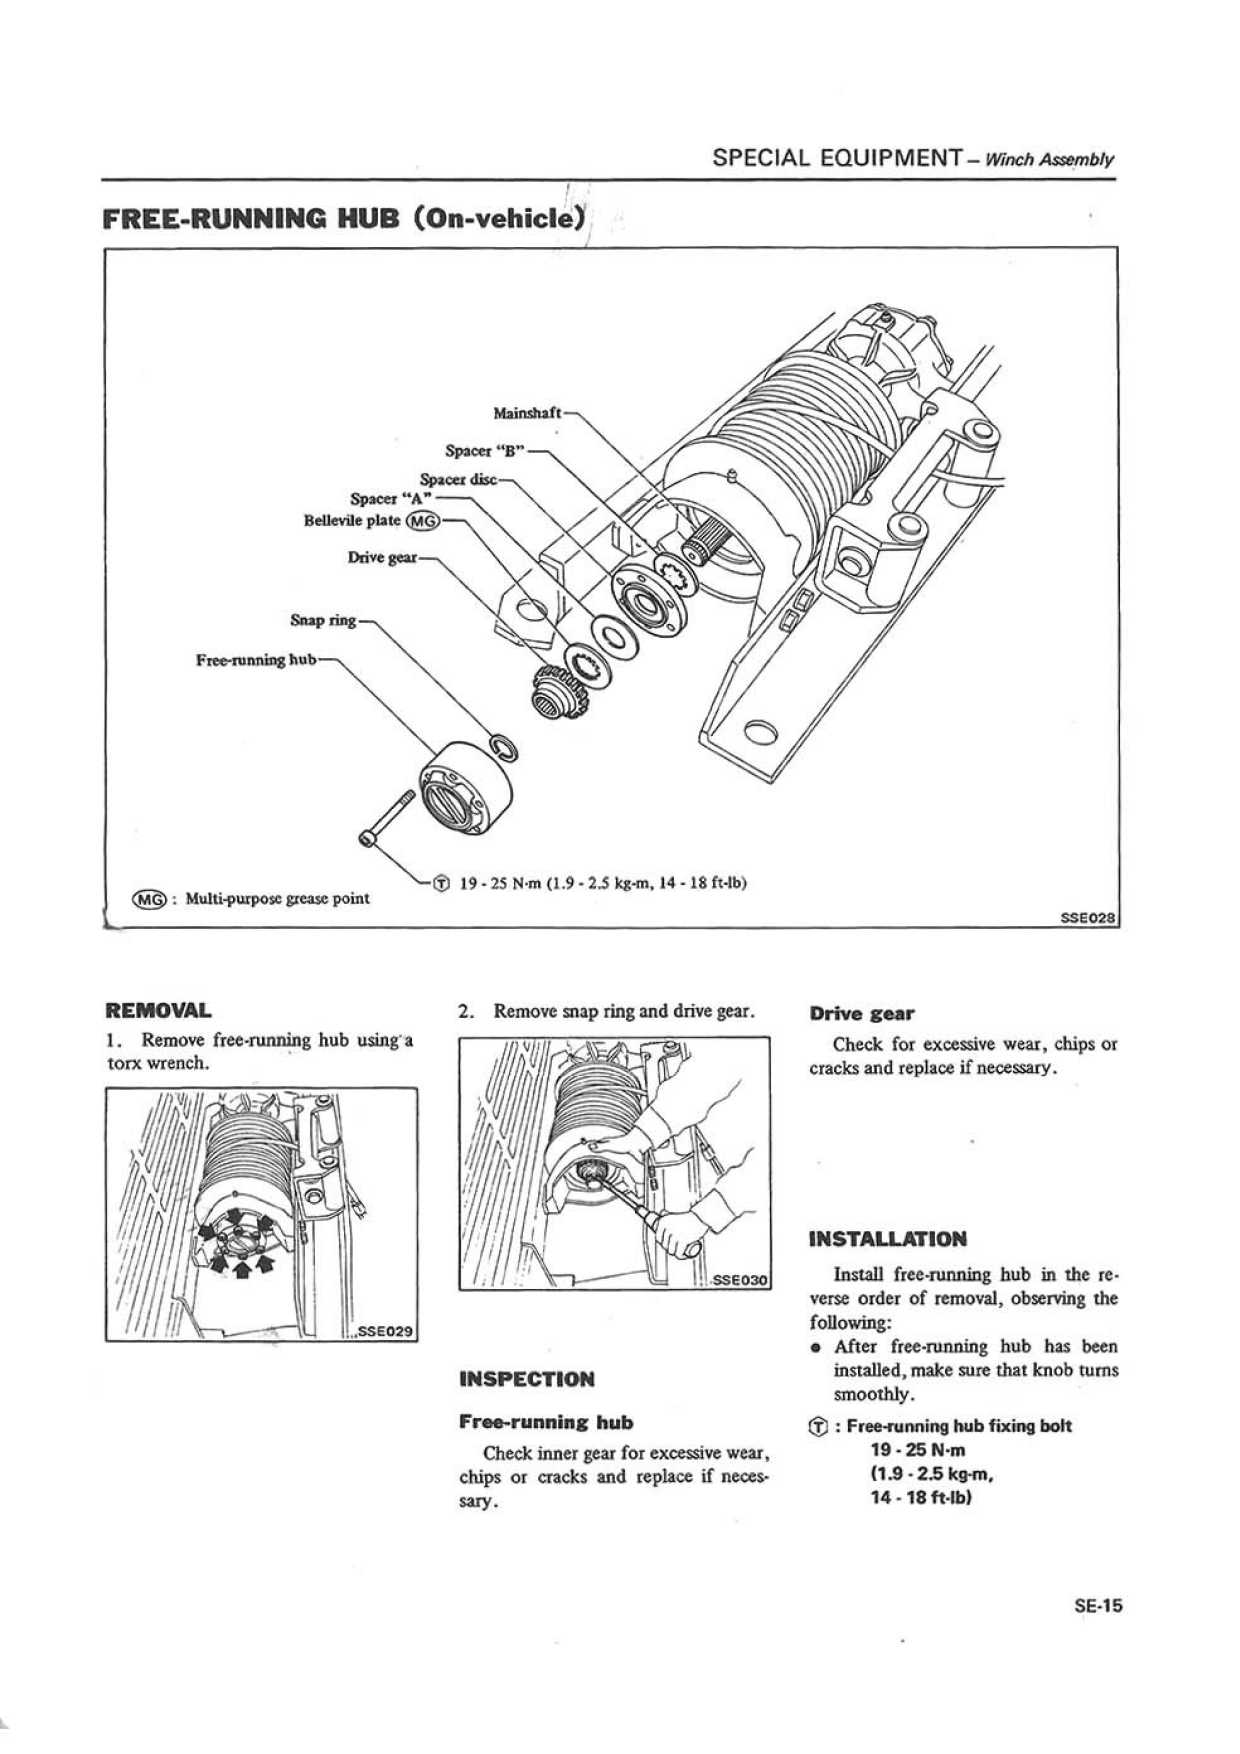 SPECIAL EQUIPMENT – Winch Assembly
FREE-RUNNING HUB (On-vehicle)
Mainshaft
Spacer “B”
Spacer disc
Spacer “A”
Bellevile plate MG
Drive gear
Snap ring
Free-running hub
T 19 - 25 N·m (1.9 - 2.5 kg-m, 14 - 18 ft-lb)
MG : Multi-purpose grease point
SSE028
REMOVAL
1. Remove free-running hub using a
torx wrench.
SSE029
2. Remove snap ring and drive gear.
SSE030
INSPECTION
Free-running hub
Check inner gear for excessive wear,
chips or cracks and replace if neces-
sary.
Drive gear
Check for excessive wear, chips or
cracks and replace if necessary.
INSTALLATION
Install free-running hub in the re-
verse order of removal, observing the
following:
● After free-running hub has been
installed, make sure that knob turns
smoothly.
T : Free-running hub fixing bolt
19 - 25 N·m
(1.9 - 2.5 kg-m,
14 - 18 ft-lb)
SE-15